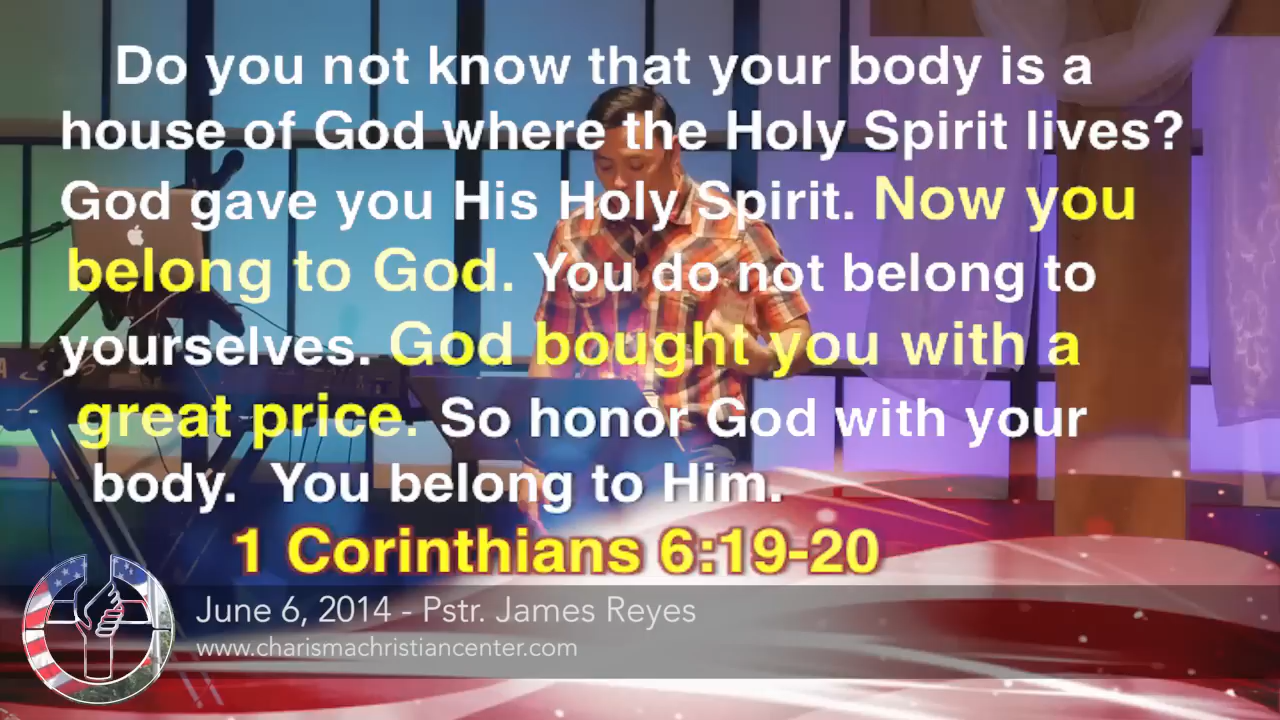 Do you not know that your body is a
house of God where the Holy Spirit lives?
God gave you His Holy Spirit. Now you
belong to God. You do not belong to
yourselves. God bought you with a
great price. So honor God with your
body. You belong to Him.
1 Corinthians 6:19-20
June 6, 2014 - Pstr. James Reyes
www.charismachristiancenter.com